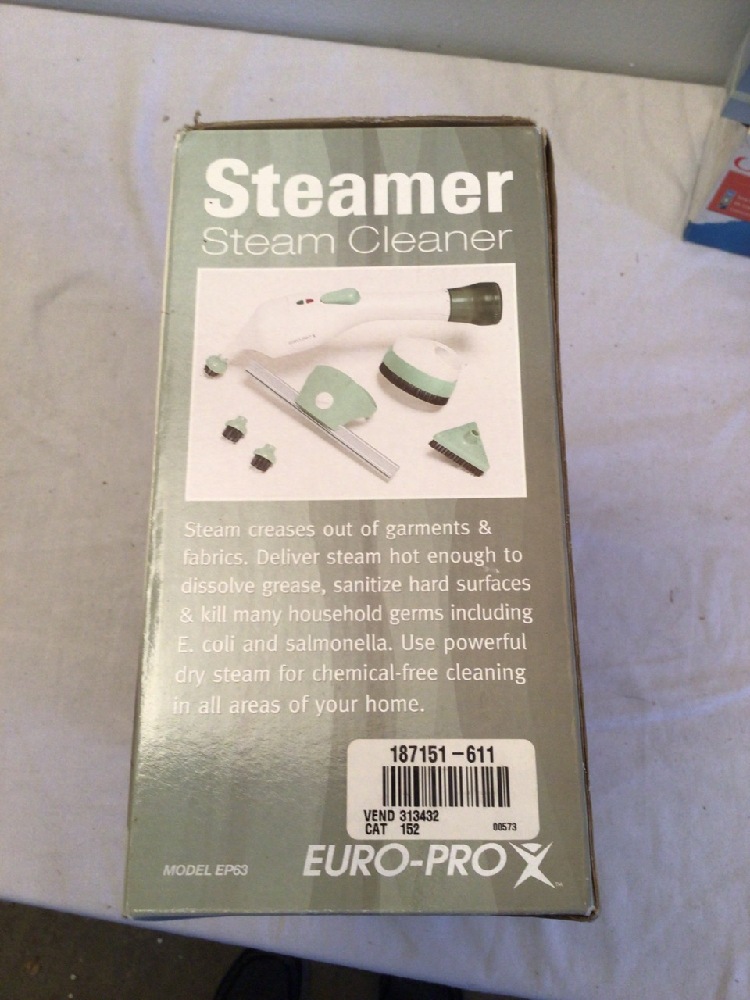 Steamer
Steam Cleaner
Steam creases out of garments &
fabrics. Deliver steam hot enough to
dissolve grease, sanitize hard surfaces
& kill many household germs including
E. coli and salmonella. Use powerful
dry steam for chemical-free cleaning
in all areas of your home.
187151-611
VEND 313432
CAT 152 00573
MODEL EP63
EURO-PRO X